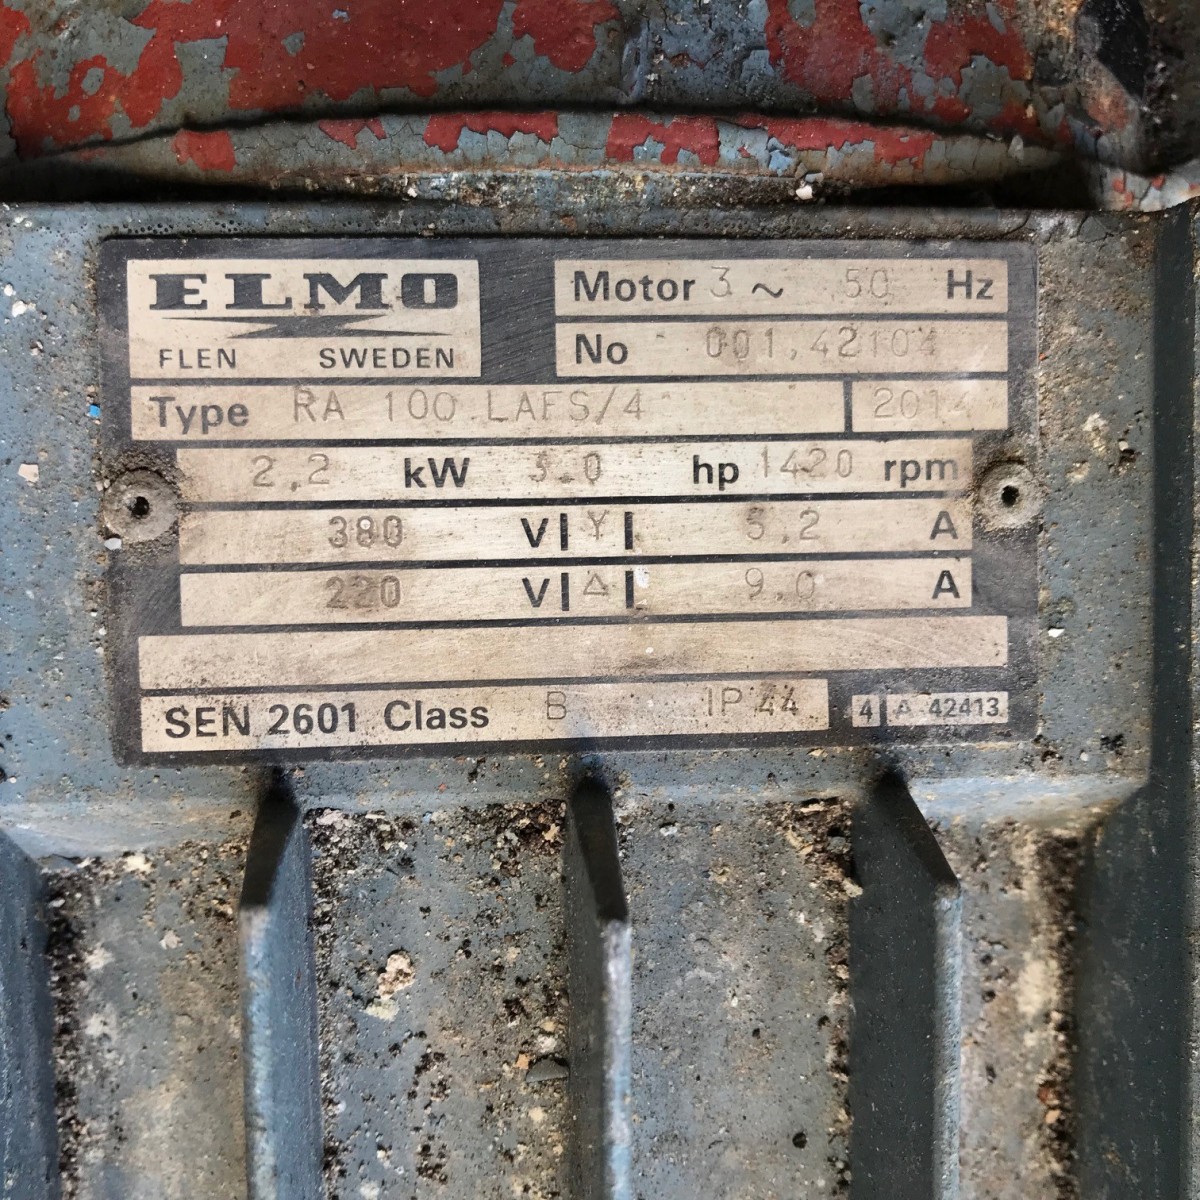 ELMO
FLEN SWEDEN
Motor 3 ~ 50 Hz
No 001,42104
Type RA 100 LAFS/4 2014
2,2 kW 3.0 hp 1420 rpm
380 V Y 5,2 A
220 V △ 9,0 A
SEN 2601 Class B IP 44 4 A 42413